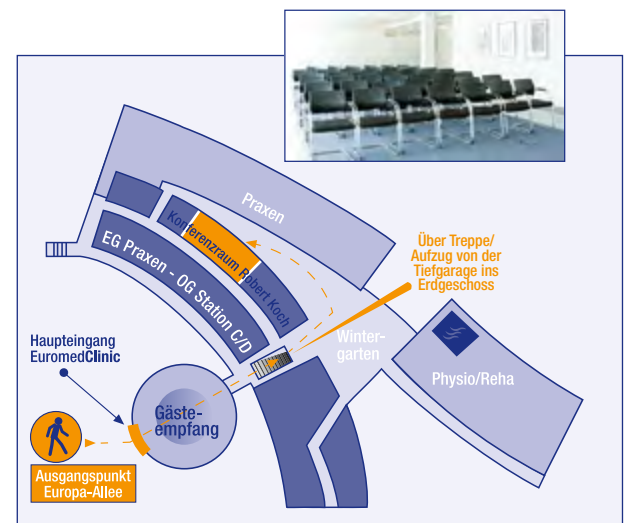 Praxen
Konferenzraum Robert Koch
EG Praxen - OG Station C/D
Über Treppe/
Aufzug von der
Tiefgarage ins
Erdgeschoss
Winter-
garten
Physio/Reha
Haupteingang
EuromedClinic
Gäste-
empfang
Ausgangspunkt
Europa-Allee